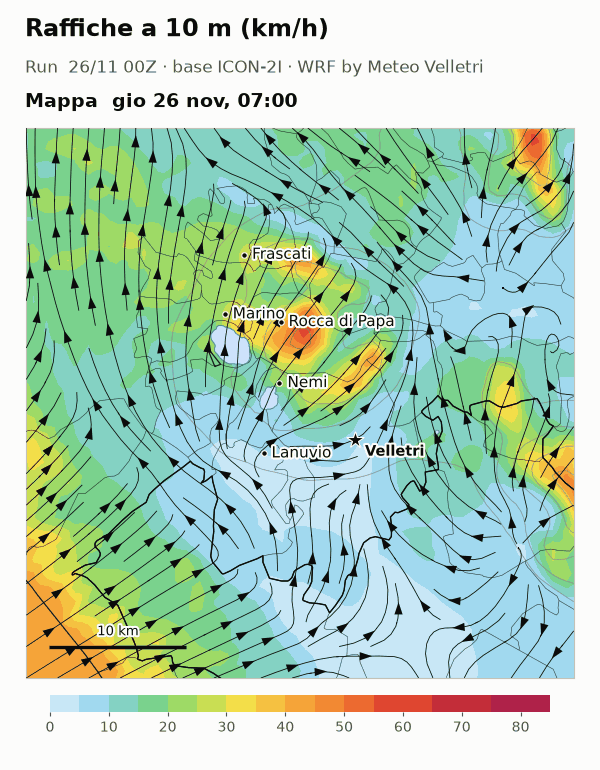 Raffiche a 10 m (km/h)
Run  26/11 00Z · base ICON-2I · WRF by Meteo Velletri
Mappa  gio 26 nov, 07:00
Frascati
Marino
Rocca di Papa
Nemi
Lanuvio
Velletri
10 km
0 10 20 30 40 50 60 70 80